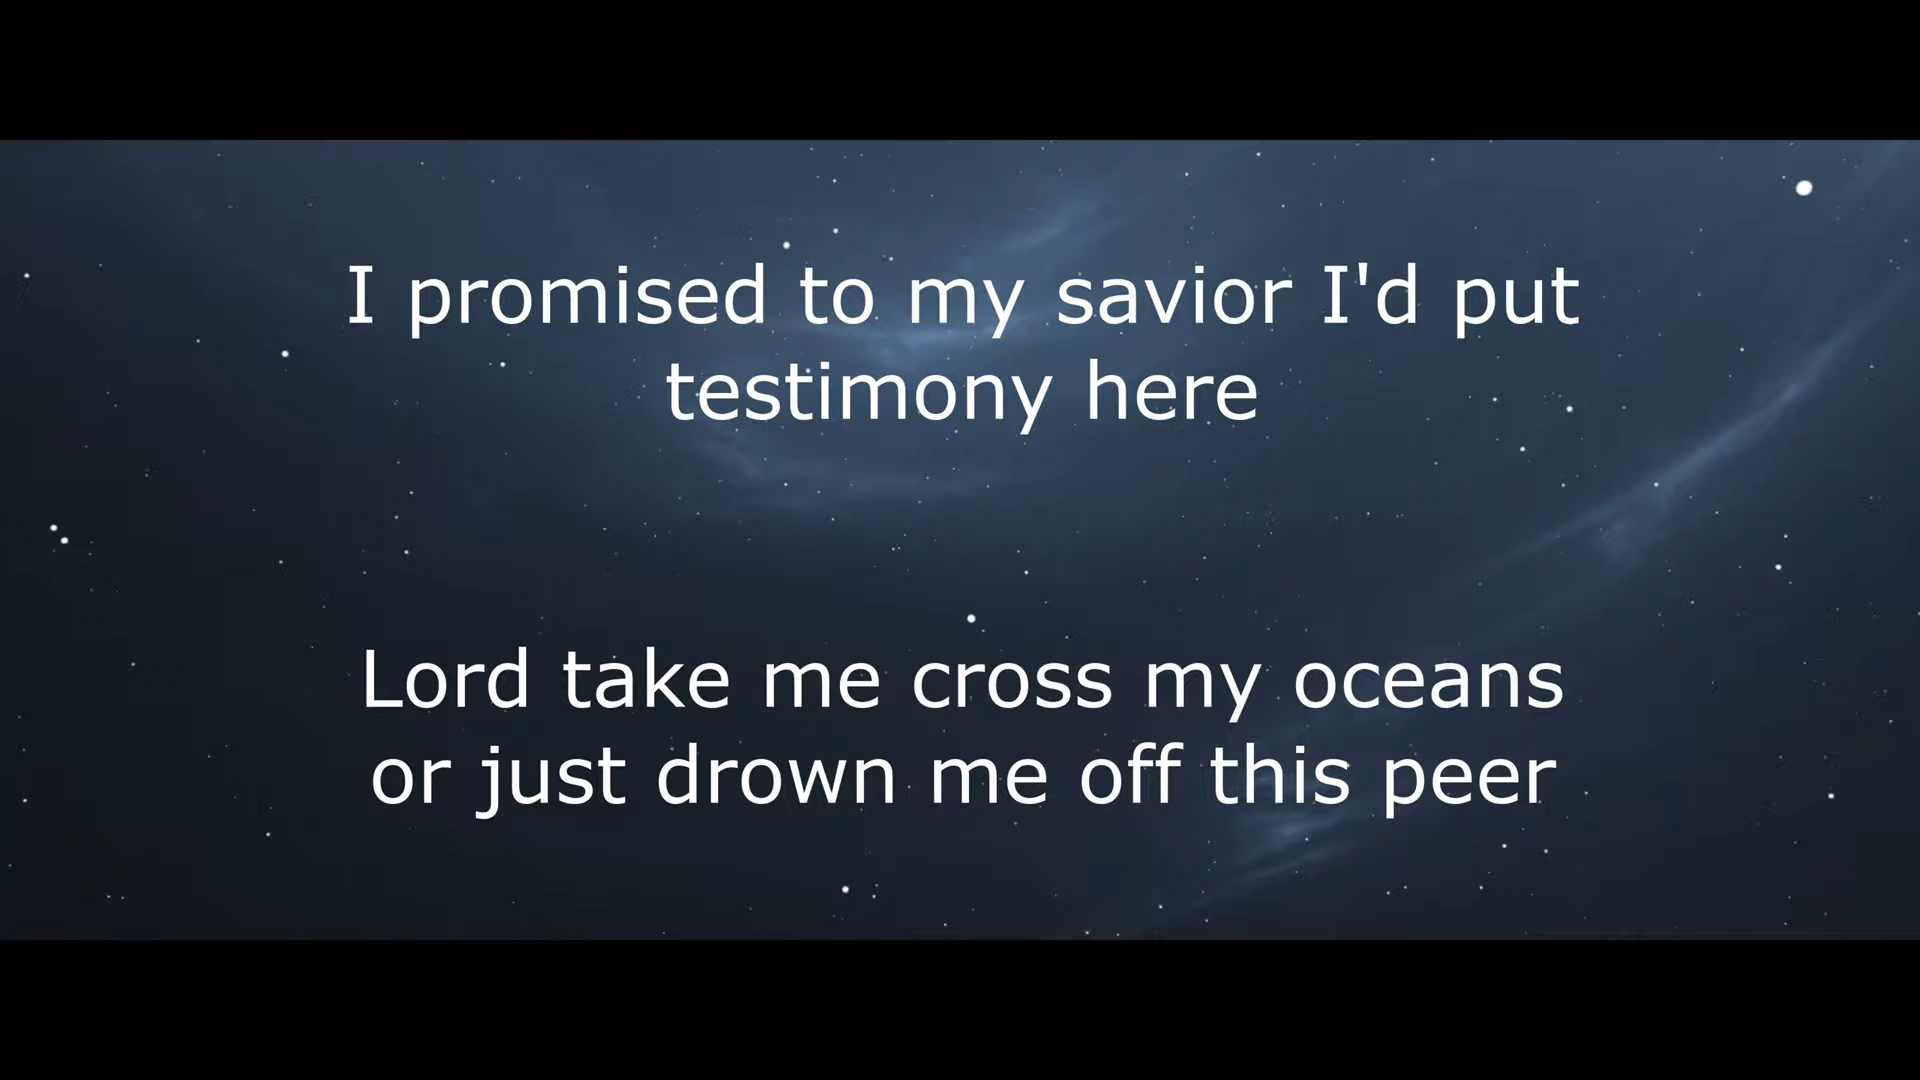 I promised to my savior I'd put
testimony here
Lord take me cross my oceans
or just drown me off this peer